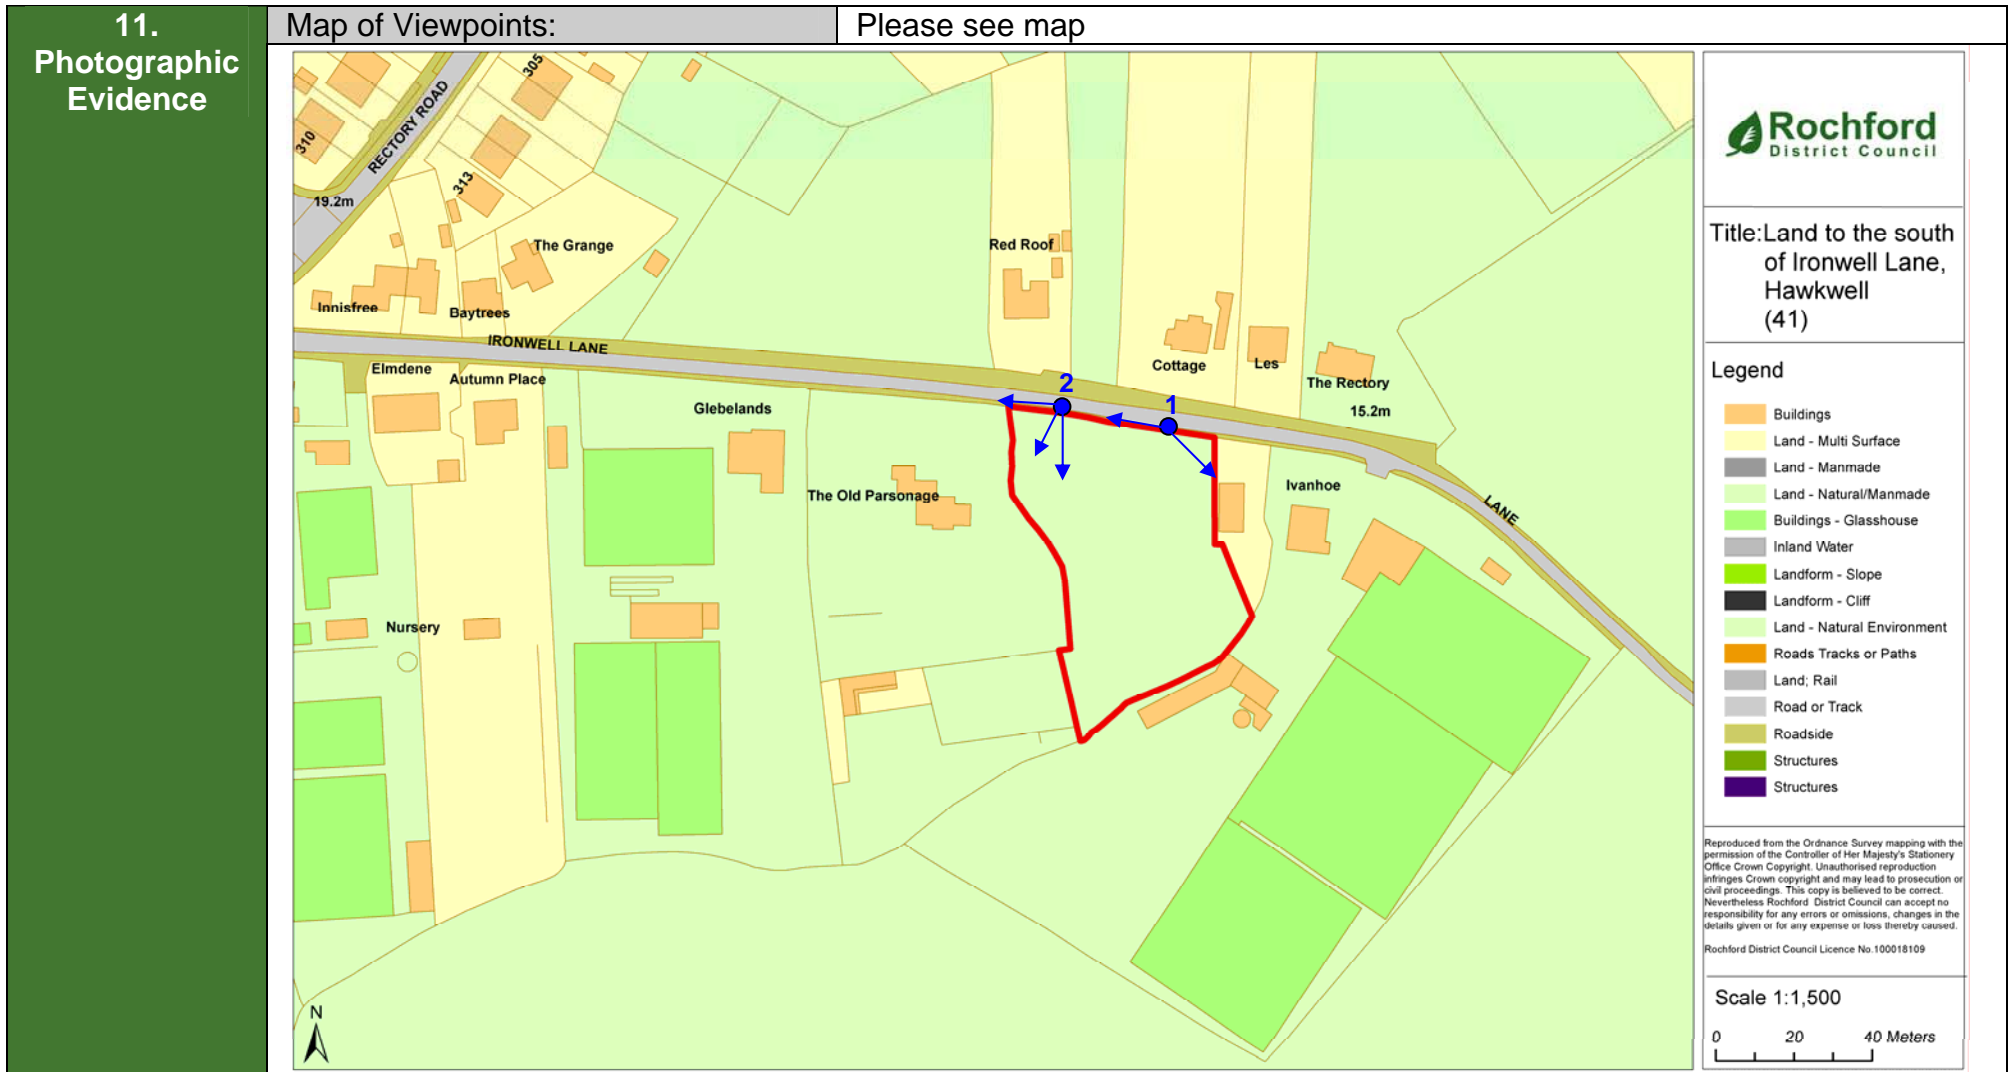 11.
Photographic
Evidence
Map of Viewpoints:
Please see map
305
310
RECTORY ROAD
313
19.2m
The Grange
Red Roof
Innisfree
Baytrees
IRONWELL LANE
Elmdene
Autumn Place
Glebelands
2
1
Cottage
Les
The Rectory
15.2m
The Old Parsonage
Ivanhoe
LANE
Nursery
N
Rochford
District Council
Title:Land to the south
of Ironwell Lane,
Hawkwell
(41)
Legend
Buildings
Land - Multi Surface
Land - Manmade
Land - Natural/Manmade
Buildings - Glasshouse
Inland Water
Landform - Slope
Landform - Cliff
Land - Natural Environment
Roads Tracks or Paths
Land; Rail
Road or Track
Roadside
Structures
Structures
Reproduced from the Ordnance Survey mapping with the
permission of the Controller of Her Majesty's Stationery
Office Crown Copyright. Unauthorised reproduction
infringes Crown copyright and may lead to prosecution or
civil proceedings. This copy is believed to be correct.
Nevertheless Rochford District Council can accept no
responsibility for any errors or omissions, changes in the
details given or for any expense or loss thereby caused.
Rochford District Council Licence No.100018109
Scale 1:1,500
0 20 40 Meters